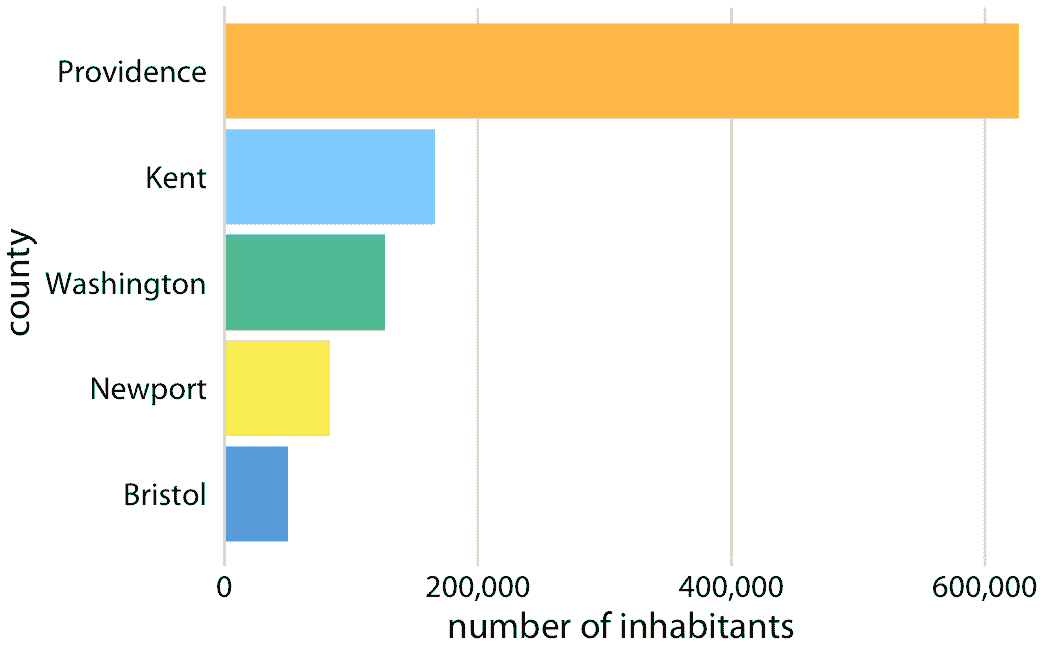 Providence
Kent
Washington
Newport
Bristol
county
0 200,000 400,000 600,000
number of inhabitants